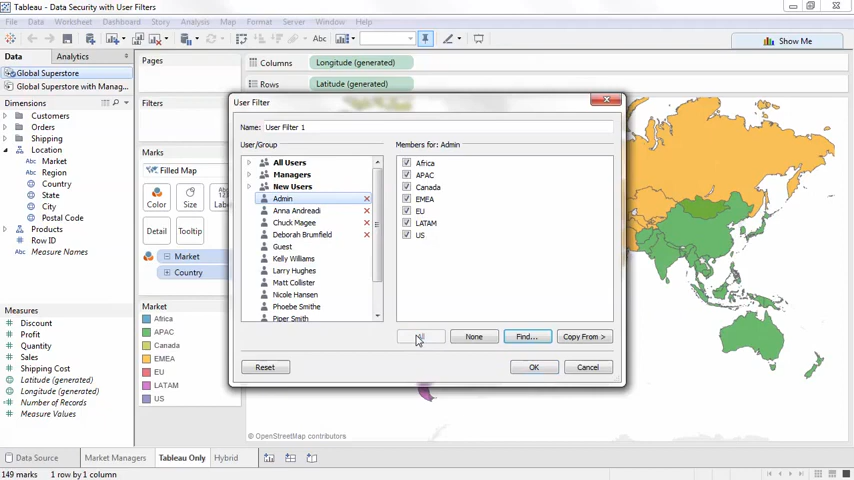 Tableau - Data Security with User Filters
File Data Worksheet Dashboard Story Analysis Map Format Server Window Help
Abc
Show Me
Data Analytics
Global Superstore
Global Superstore with Manag...
Dimensions
Customers
Orders
Shipping
Location
Abc Market
Abc Region
Country
State
City
Postal Code
Products
Abc Row ID
Abc Measure Names
Measures
Discount
Profit
Quantity
Sales
Shipping Cost
Latitude (generated)
Longitude (generated)
Number of Records
Measure Values
Pages
Filters
Marks
Filled Map
Color Size
Detail Tooltip
Market
Country
Market
Africa
APAC
Canada
EMEA
EU
LATAM
US
Columns Longitude (generated)
Rows Latitude (generated)
User Filter
Name: User Filter 1
User/Group
All Users
Managers
New Users
Admin
Anna Andreadi
Chuck Magee
Deborah Brumfield
Guest
Kelly Williams
Larry Hughes
Matt Collister
Nicole Hansen
Phoebe Smithe
Piper Smith
Members for: Admin
Africa
APAC
Canada
EMEA
EU
LATAM
US
None Find... Copy From >
Reset OK Cancel
© OpenStreetMap contributors
Data Source Market Managers Tableau Only Hybrid
149 marks 1 row by 1 column